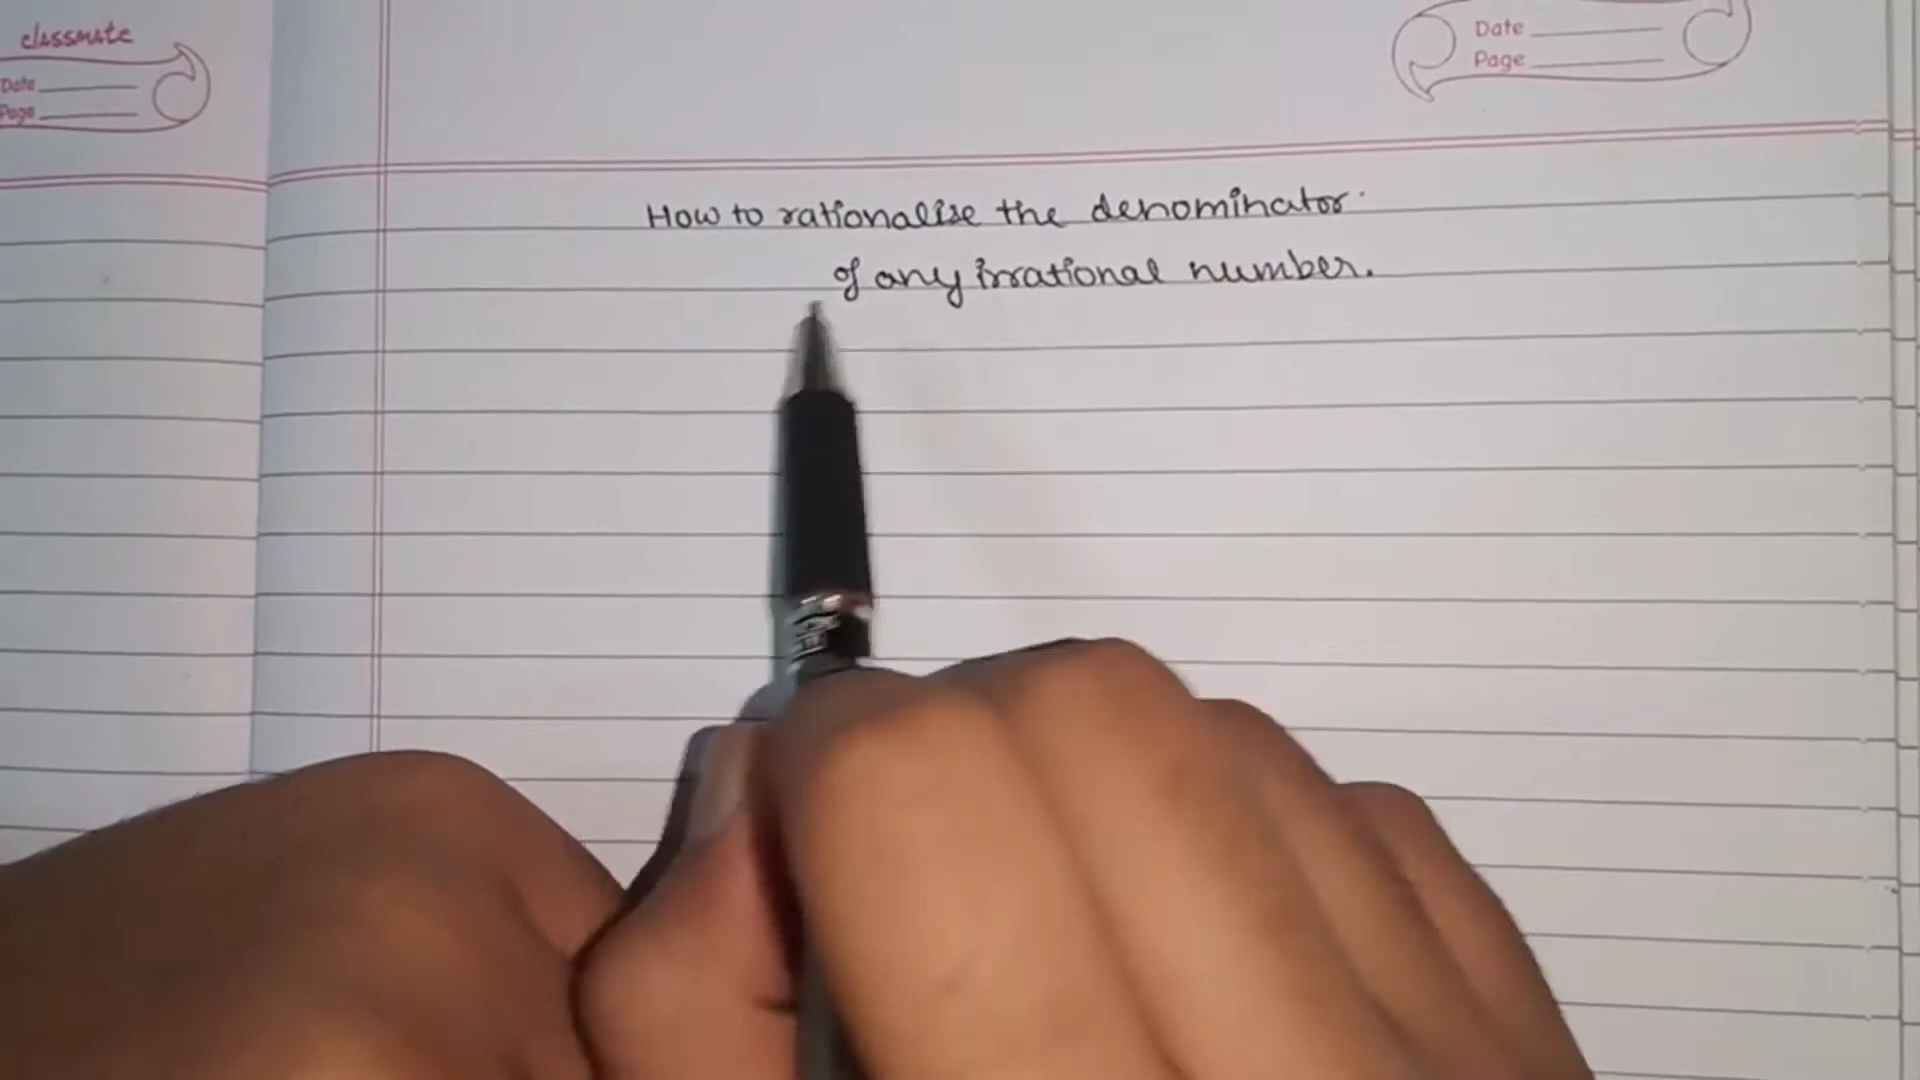 classmate
Date
Page
Date
Page
How to rationalise the denominator
of any irrational number.